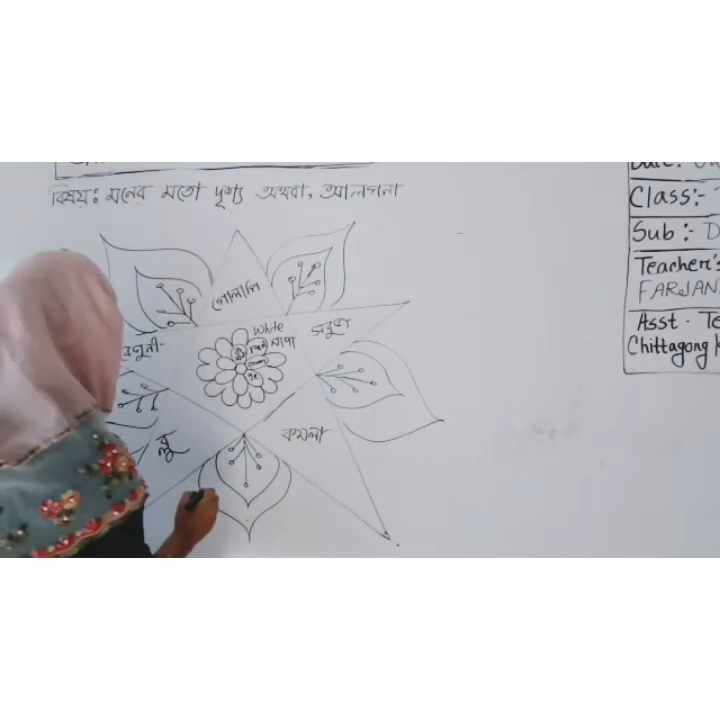 বিষয়ঃ মনের মতো দৃশ্য অথবা, আলপনা
গোলাপি
White
সাদা
সবুজ
বেগুনী-
কমলা
ব্লু
Class:-
Sub :- D
Teacher's
FARJAN
Asst. Te
Chittagong